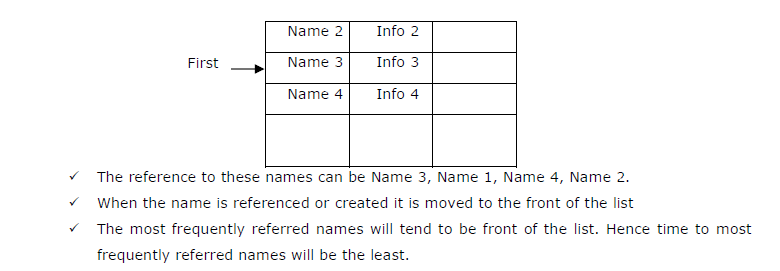 Name 2 Info 2
First Name 3 Info 3
Name 4 Info 4
✓ The reference to these names can be Name 3, Name 1, Name 4, Name 2.
✓ When the name is referenced or created it is moved to the front of the list
✓ The most frequently referred names will tend to be front of the list. Hence time to most
frequently referred names will be the least.